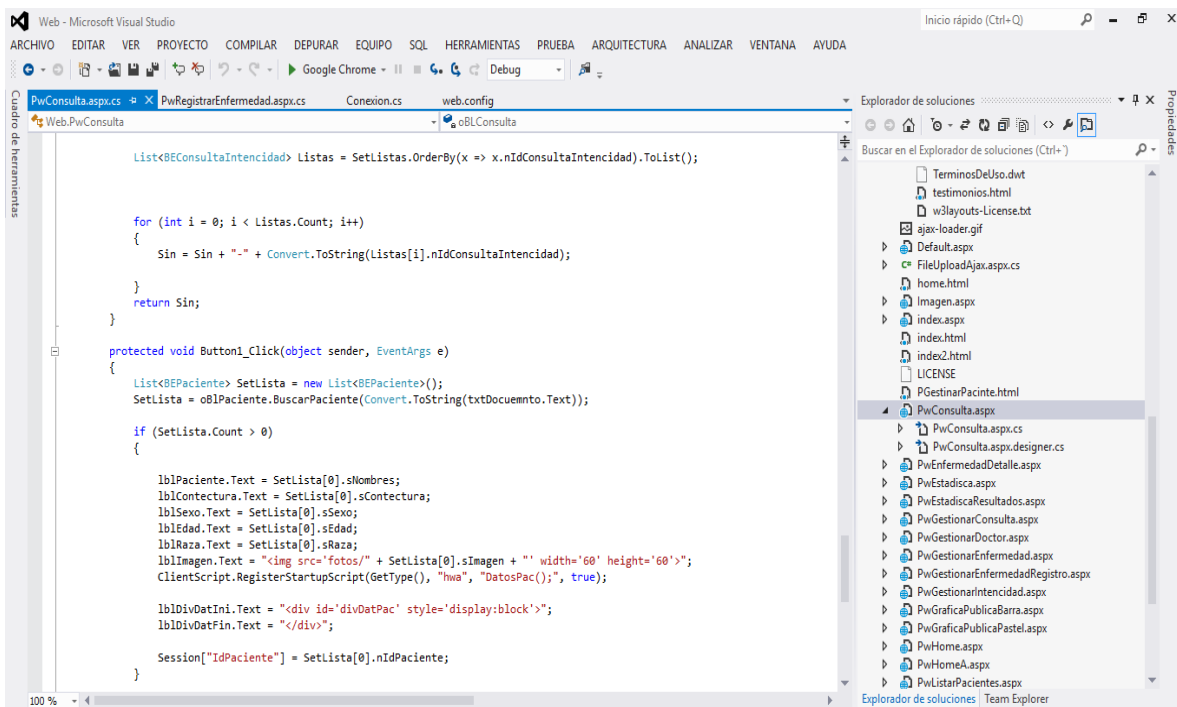 Web - Microsoft Visual Studio
Inicio rápido (Ctrl+Q)
ARCHIVO EDITAR VER PROYECTO COMPILAR DEPURAR EQUIPO SQL HERRAMIENTAS PRUEBA ARQUITECTURA ANALIZAR VENTANA AYUDA
Google Chrome
Debug
Cuadro de herramientas
PwConsulta.aspx.cs
PwRegistrarEnfermedad.aspx.cs
Conexion.cs
web.config
Web.PwConsulta
oBLConsulta
List<BEConsultaIntencidad> Listas = SetListas.OrderBy(x => x.nIdConsultaIntencidad).ToList();
for (int i = 0; i < Listas.Count; i++)
{
Sin = Sin + "-" + Convert.ToString(Listas[i].nIdConsultaIntencidad);
}
return Sin;
}
protected void Button1_Click(object sender, EventArgs e)
{
List<BEPaciente> SetLista = new List<BEPaciente>();
SetLista = oBlPaciente.BuscarPaciente(Convert.ToString(txtDocuemnto.Text));
if (SetLista.Count > 0)
{
lblPaciente.Text = SetLista[0].sNombres;
lblContectura.Text = SetLista[0].sContectura;
lblSexo.Text = SetLista[0].sSexo;
lblEdad.Text = SetLista[0].sEdad;
lblRaza.Text = SetLista[0].sRaza;
lblImagen.Text = "<img src='fotos/" + SetLista[0].sImagen + "' width='60' height='60'>";
ClientScript.RegisterStartupScript(GetType(), "hwa", "DatosPac();", true);
lblDivDatIni.Text = "<div id='divDatPac' style='display:block'>";
lblDivDatFin.Text = "</div>";
Session["IdPaciente"] = SetLista[0].nIdPaciente;
}
100 %
Explorador de soluciones
Buscar en el Explorador de soluciones (Ctrl+¨)
TerminosDeUso.dwt
testimonios.html
w3layouts-License.txt
ajax-loader.gif
Default.aspx
FileUploadAjax.aspx.cs
home.html
Imagen.aspx
index.aspx
index.html
index2.html
LICENSE
PGestinarPacinte.html
PwConsulta.aspx
PwConsulta.aspx.cs
PwConsulta.aspx.designer.cs
PwEnfermedadDetalle.aspx
PwEstadisca.aspx
PwEstadiscaResultados.aspx
PwGestionarConsulta.aspx
PwGestionarDoctor.aspx
PwGestionarEnfermedad.aspx
PwGestionarEnfermedadRegistro.aspx
PwGestionarIntencidad.aspx
PwGraficaPublicaBarra.aspx
PwGraficaPublicaPastel.aspx
PwHome.aspx
PwHomeA.aspx
PwListarPacientes.aspx
Explorador de soluciones Team Explorer
Propiedades